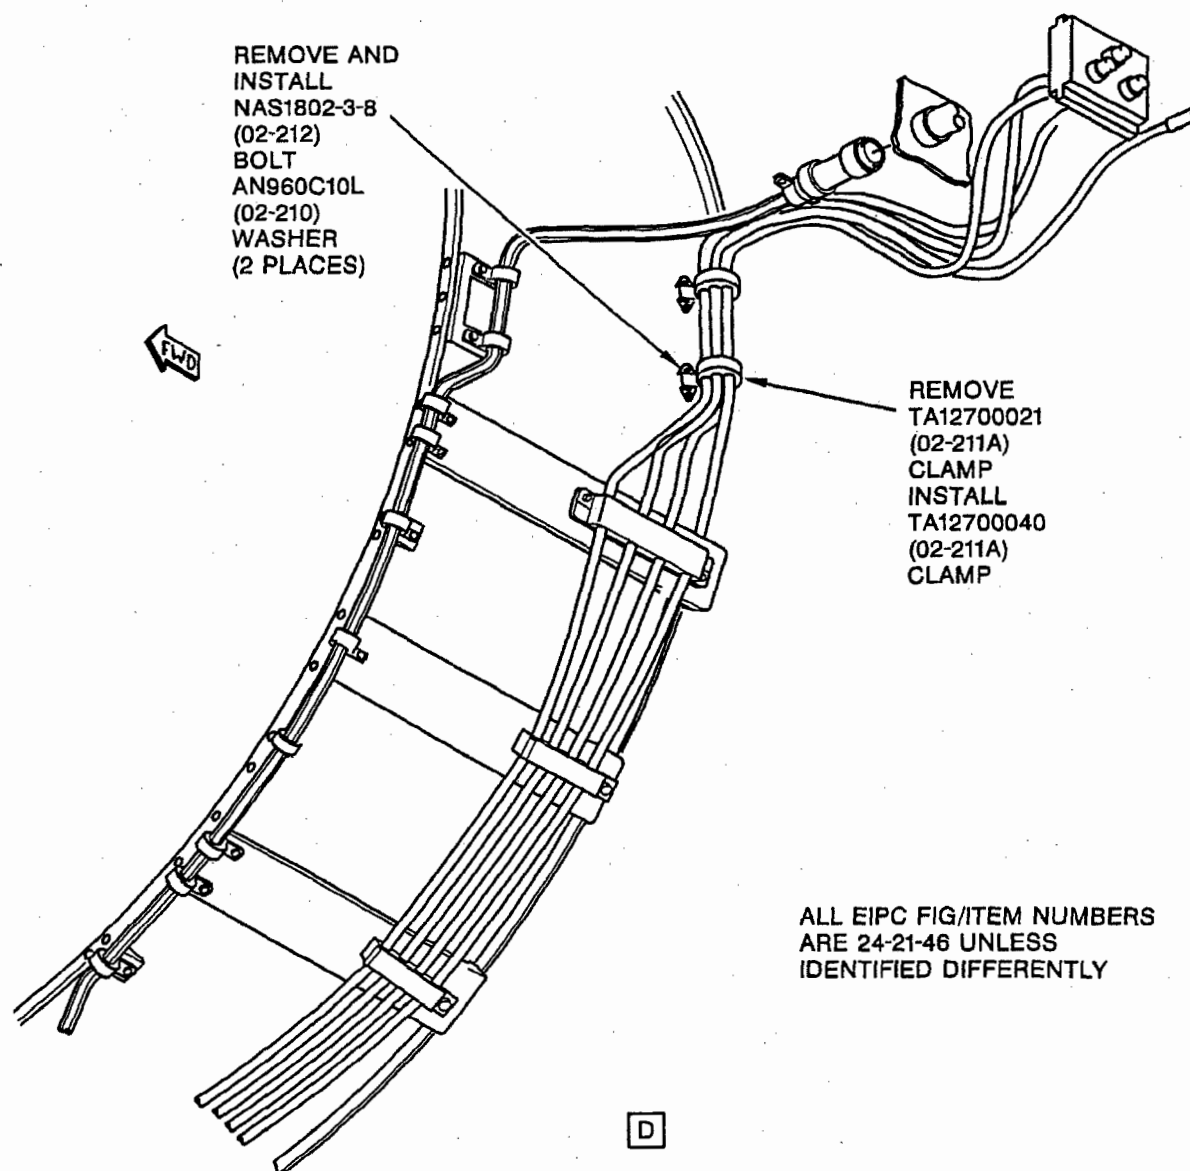 REMOVE AND
INSTALL
NAS1802-3-8
(02-212)
BOLT
AN960C10L
(02-210)
WASHER
(2 PLACES)
FWD
REMOVE
TA12700021
(02-211A)
CLAMP
INSTALL
TA12700040
(02-211A)
CLAMP
ALL EIPC FIG/ITEM NUMBERS
ARE 24-21-46 UNLESS
IDENTIFIED DIFFERENTLY
D